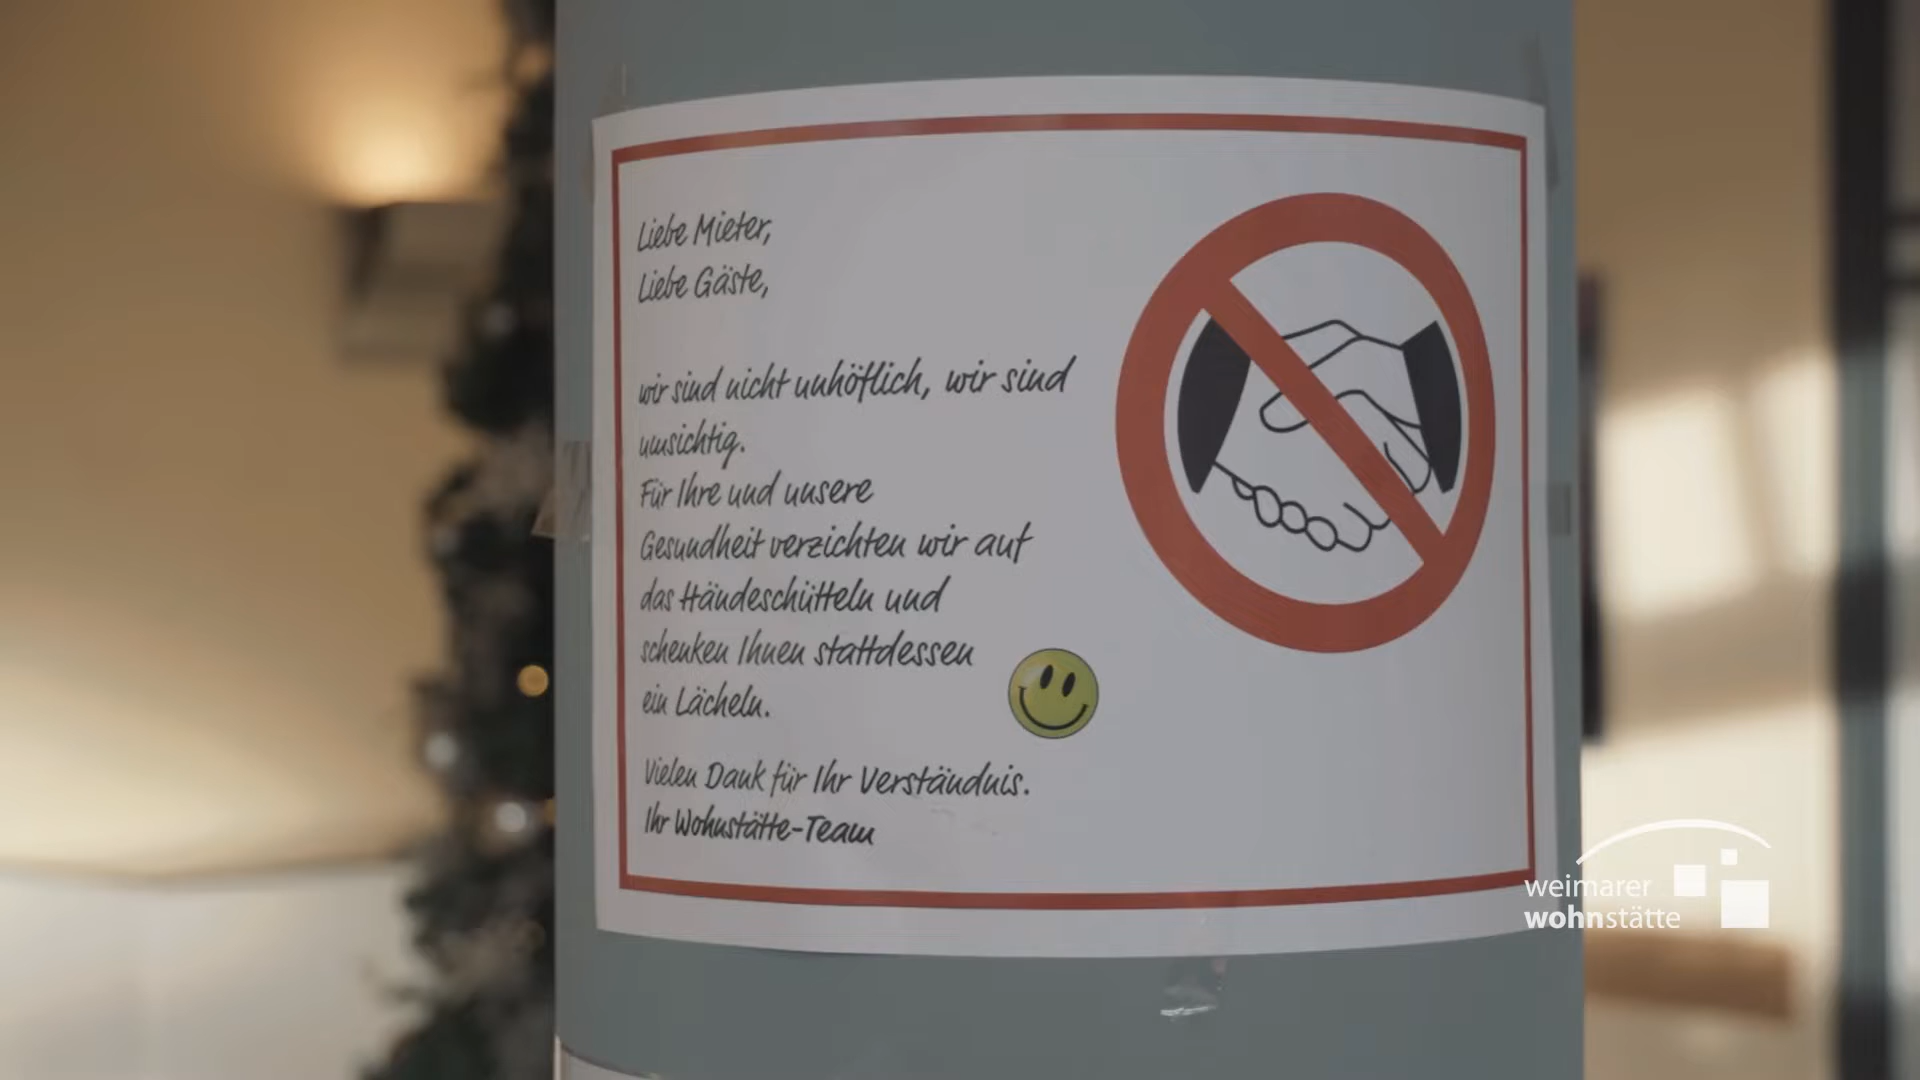 Liebe Mieter,
Liebe Gäste,
wir sind nicht unhöflich, wir sind
umsichtig.
Für Ihre und unsere
Gesundheit verzichten wir auf
das Händeschütteln und
schenken Ihnen stattdessen
ein Lächeln.
Vielen Dank für Ihr Verständnis.
Ihr Wohnstätte-Team
weimarer
wohnstätte